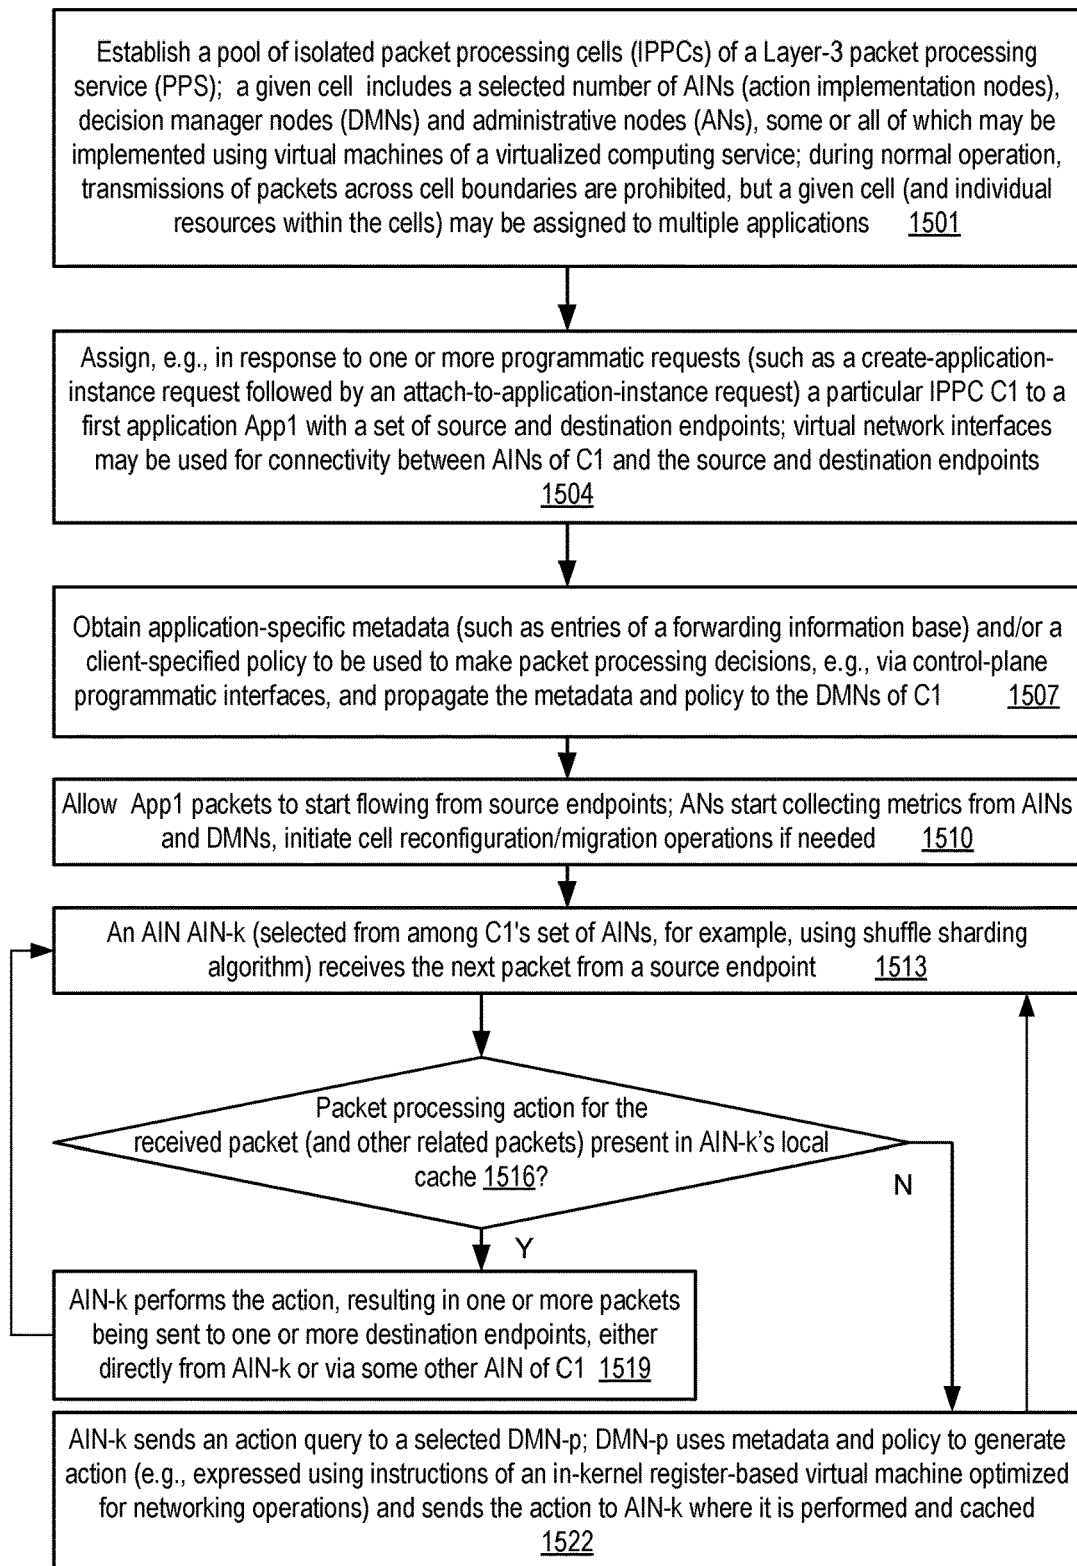 Establish a pool of isolated packet processing cells (IPPCs) of a Layer-3 packet processing
service (PPS);  a given cell  includes a selected number of AINs (action implementation nodes),
decision manager nodes (DMNs) and administrative nodes (ANs), some or all of which may be
implemented using virtual machines of a virtualized computing service; during normal operation,
transmissions of packets across cell boundaries are prohibited, but a given cell (and individual
resources within the cells) may be assigned to multiple applications 1501
Assign, e.g., in response to one or more programmatic requests (such as a create-application-
instance request followed by an attach-to-application-instance request) a particular IPPC C1 to a
first application App1 with a set of source and destination endpoints; virtual network interfaces
may be used for connectivity between AINs of C1 and the source and destination endpoints
1504
Obtain application-specific metadata (such as entries of a forwarding information base) and/or a
client-specified policy to be used to make packet processing decisions, e.g., via control-plane
programmatic interfaces, and propagate the metadata and policy to the DMNs of C1 1507
Allow App1 packets to start flowing from source endpoints; ANs start collecting metrics from AINs
and DMNs, initiate cell reconfiguration/migration operations if needed 1510
An AIN AIN-k (selected from among C1's set of AINs, for example, using shuffle sharding
algorithm) receives the next packet from a source endpoint 1513
Packet processing action for the
received packet (and other related packets) present in AIN-k's local
cache 1516?
N
Y
AIN-k performs the action, resulting in one or more packets
being sent to one or more destination endpoints, either
directly from AIN-k or via some other AIN of C1 1519
AIN-k sends an action query to a selected DMN-p; DMN-p uses metadata and policy to generate
action (e.g., expressed using instructions of an in-kernel register-based virtual machine optimized
for networking operations) and sends the action to AIN-k where it is performed and cached
1522